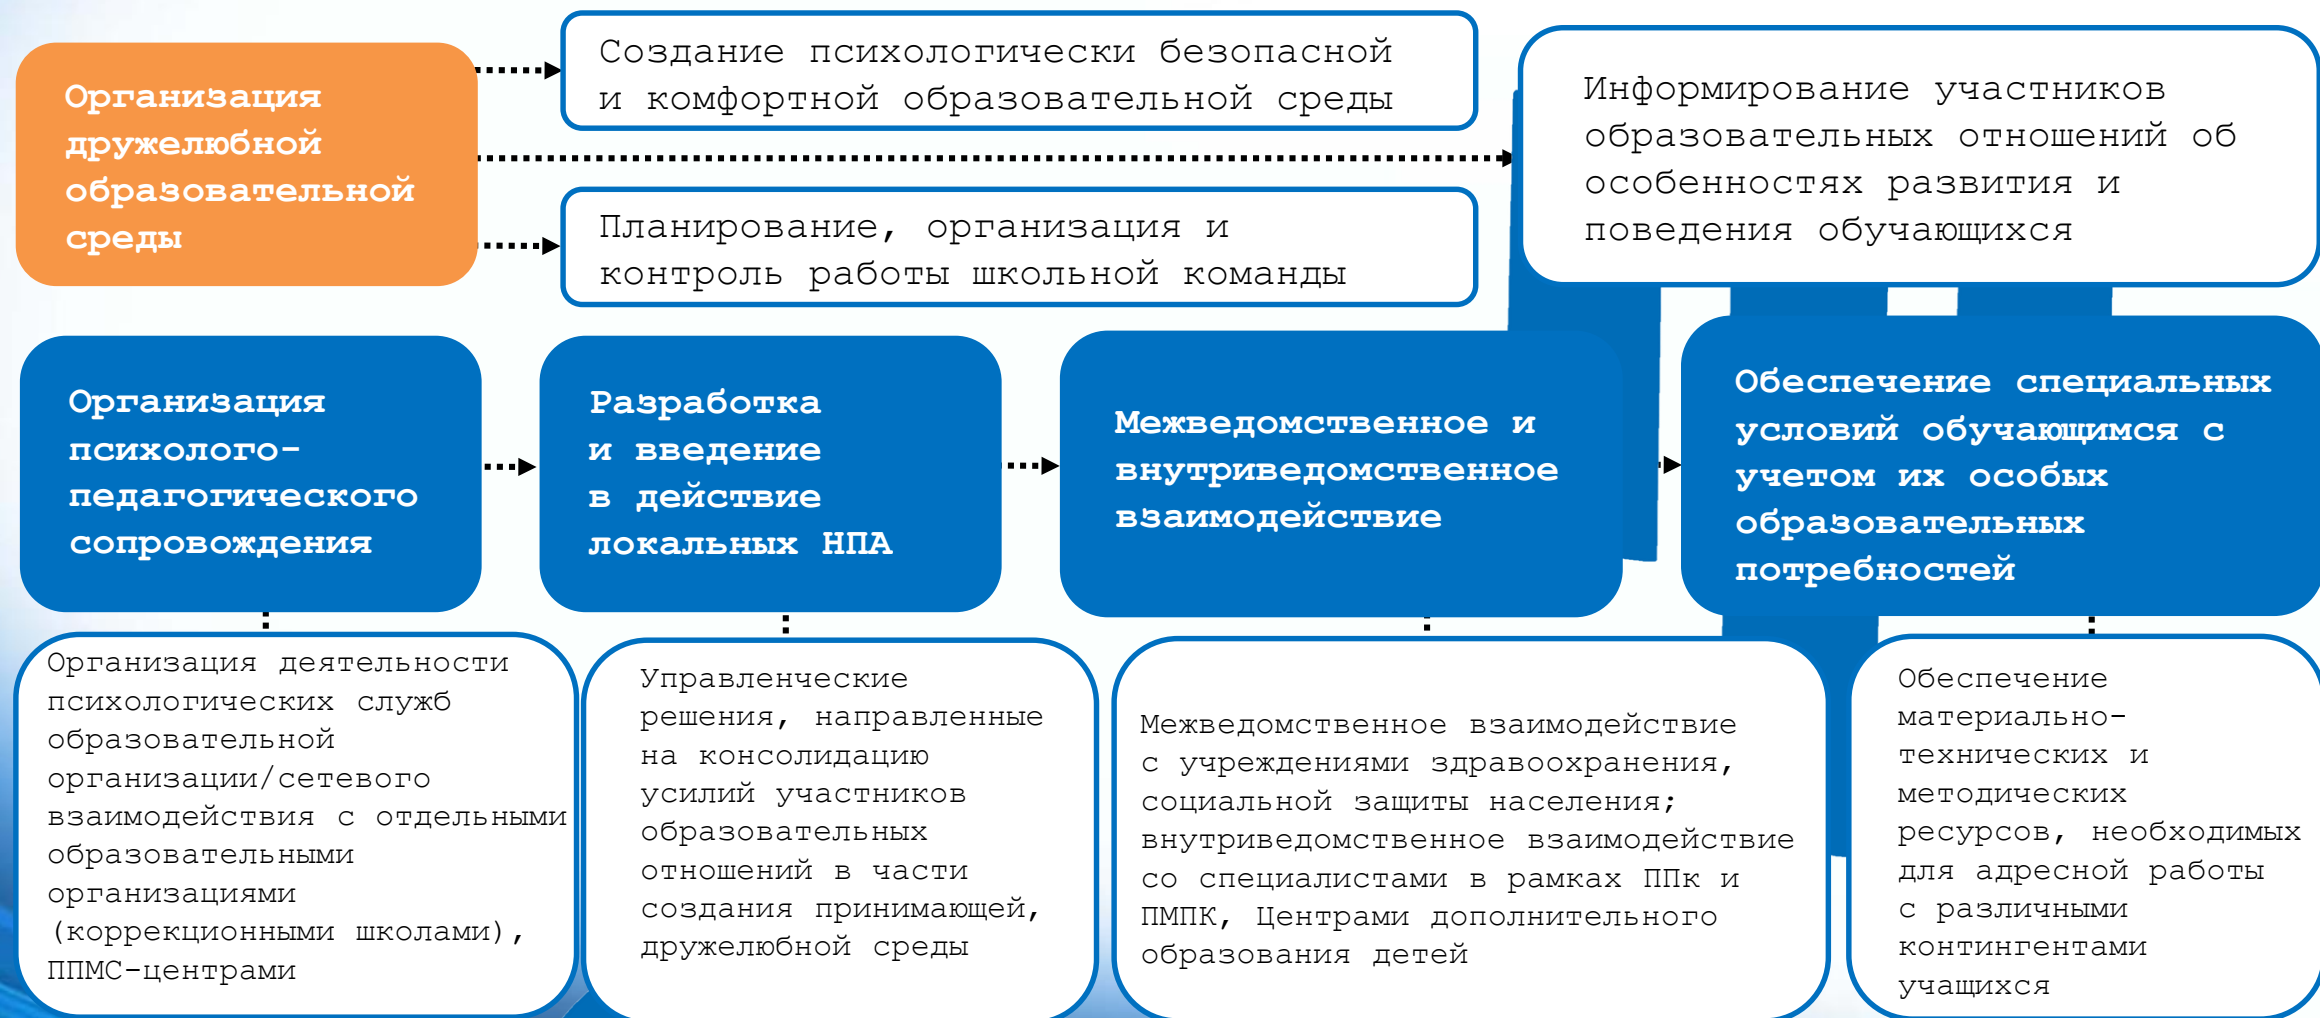 Организация
дружелюбной
образовательной
среды
Создание психологически безопасной
и комфортной образовательной среды
Планирование, организация и
контроль работы школьной команды
Информирование участников
образовательных отношений об
особенностях развития и
поведения обучающихся
Организация
психолого-
педагогического
сопровождения
Разработка
и введение
в действие
локальных НПА
Межведомственное и
внутриведомственное
взаимодействие
Обеспечение специальных
условий обучающимся с
учетом их особых
образовательных
потребностей
Организация деятельности
психологических служб
образовательной
организации/сетевого
взаимодействия с отдельными
образовательными
организациями
(коррекционными школами),
ППМС-центрами
Управленческие
решения, направленные
на консолидацию
усилий участников
образовательных
отношений в части
создания принимающей,
дружелюбной среды
Межведомственное взаимодействие
с учреждениями здравоохранения,
социальной защиты населения;
внутриведомственное взаимодействие
со специалистами в рамках ППк и
ПМПК, Центрами дополнительного
образования детей
Обеспечение
материально-
технических и
методических
ресурсов, необходимых
для адресной работы
с различными
контингентами
учащихся